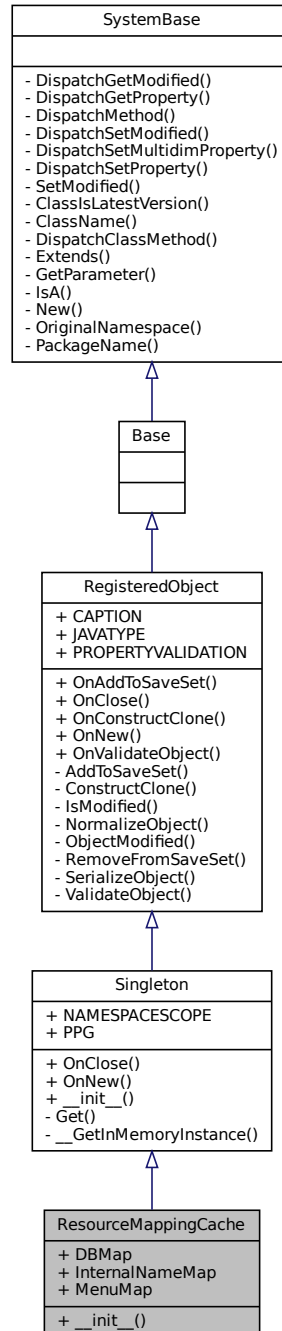 SystemBase
- DispatchGetModified()
- DispatchGetProperty()
- DispatchMethod()
- DispatchSetModified()
- DispatchSetMultidimProperty()
- DispatchSetProperty()
- SetModified()
- ClassIsLatestVersion()
- ClassName()
- DispatchClassMethod()
- Extends()
- GetParameter()
- IsA()
- New()
- OriginalNamespace()
- PackageName()
Base
RegisteredObject
+ CAPTION
+ JAVATYPE
+ PROPERTYVALIDATION
+ OnAddToSaveSet()
+ OnClose()
+ OnConstructClone()
+ OnNew()
+ OnValidateObject()
- AddToSaveSet()
- ConstructClone()
- IsModified()
- NormalizeObject()
- ObjectModified()
- RemoveFromSaveSet()
- SerializeObject()
- ValidateObject()
Singleton
+ NAMESPACESCOPE
+ PPG
+ OnClose()
+ OnNew()
+ __init__()
- Get()
- __GetInMemoryInstance()
ResourceMappingCache
+ DBMap
+ InternalNameMap
+ MenuMap
+ __init__()